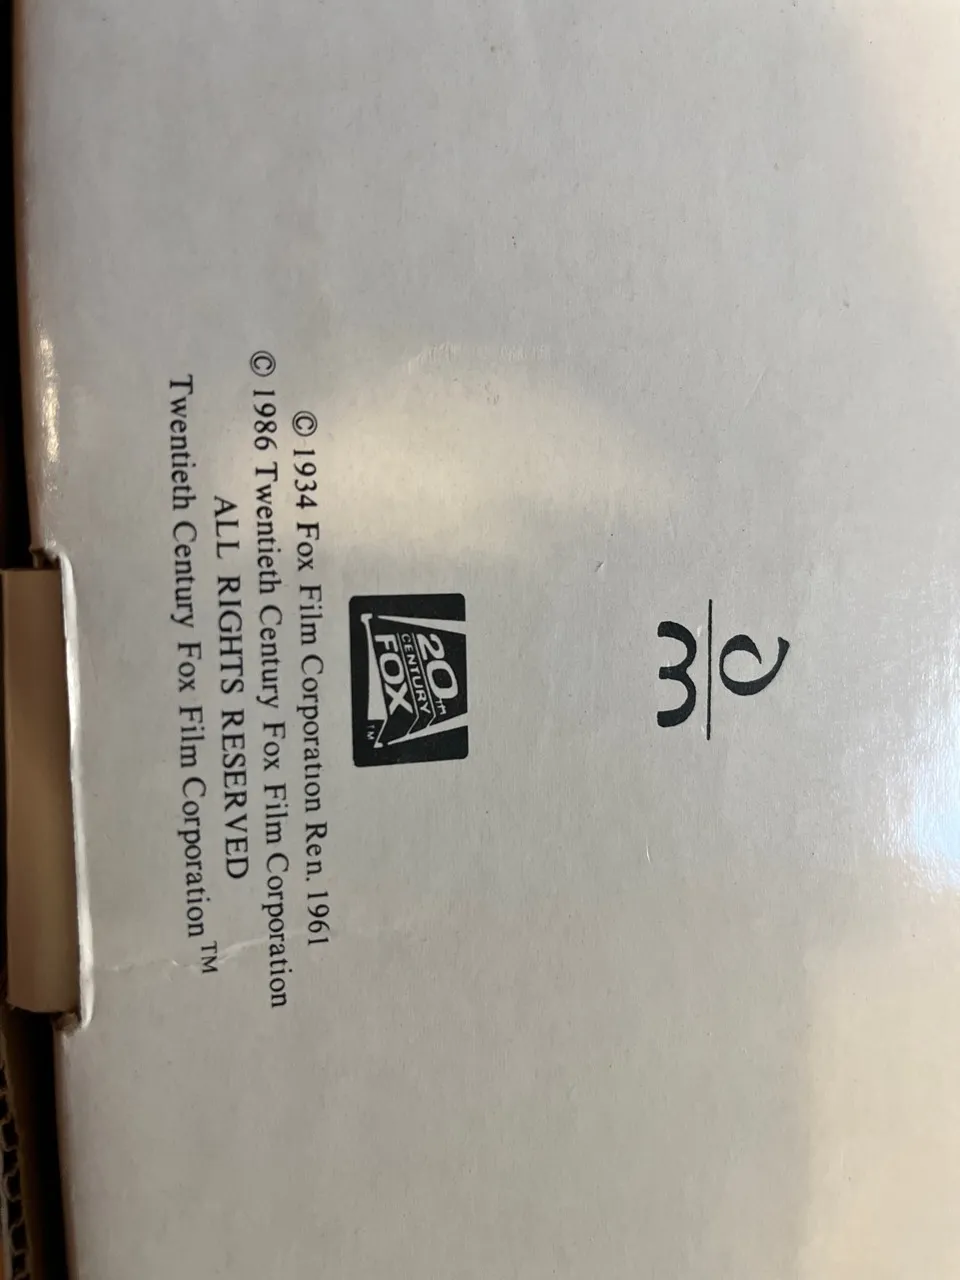 20TH
CENTURY
FOX
TM
© 1934 Fox Film Corporation Ren. 1961
© 1986 Twentieth Century Fox Film Corporation
ALL RIGHTS RESERVED
Twentieth Century Fox Film Corporation™